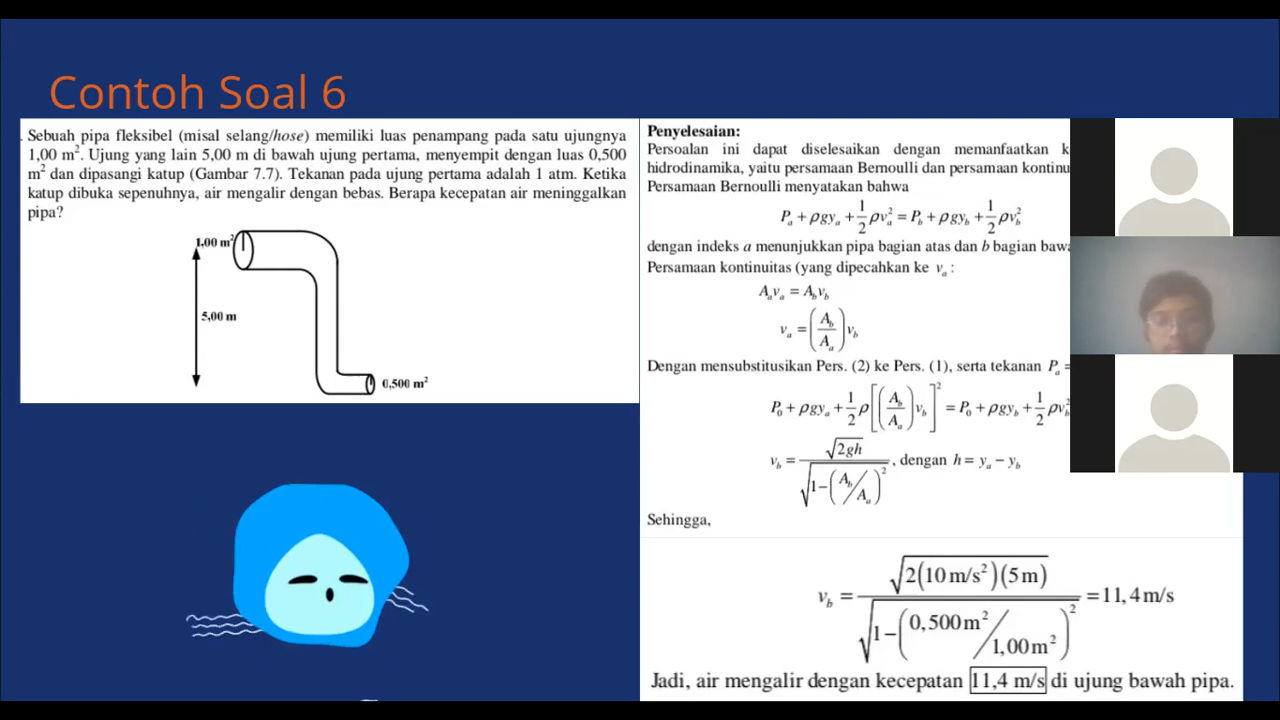 Contoh Soal 6
. Sebuah pipa fleksibel (misal selang/hose) memiliki luas penampang pada satu ujungnya
1,00 m². Ujung yang lain 5,00 m di bawah ujung pertama, menyempit dengan luas 0,500
m² dan dipasangi katup (Gambar 7.7). Tekanan pada ujung pertama adalah 1 atm. Ketika
katup dibuka sepenuhnya, air mengalir dengan bebas. Berapa kecepatan air meninggalkan
pipa?
1,00 m²
5,00 m
0,500 m²
Penyelesaian:
Persoalan ini dapat diselesaikan dengan memanfaatkan k
hidrodinamika, yaitu persamaan Bernoulli dan persamaan kontinu
Persamaan Bernoulli menyatakan bahwa
P_a + ρgy_a + 1/2 ρv_a² = P_b + ρgy_b + 1/2 ρv_b²
dengan indeks a menunjukkan pipa bagian atas dan b bagian bawa
Persamaan kontinuitas (yang dipecahkan ke v_a :
A_a v_a = A_b v_b
v_a = (A_b/A_a) v_b
Dengan mensubstitusikan Pers. (2) ke Pers. (1), serta tekanan P_a =
P_0 + ρgy_a + 1/2 ρ[(A_b/A_a) v_b]² = P_0 + ρgy_b + 1/2 ρv_b²
v_b = √(2gh) / √(1−(A_b/A_a)²) , dengan h = y_a − y_b
Sehingga,
v_b = √(2(10 m/s²)(5 m)) / √(1−(0,500 m²/1,00 m²)²) = 11,4 m/s
Jadi, air mengalir dengan kecepatan 11,4 m/s di ujung bawah pipa.